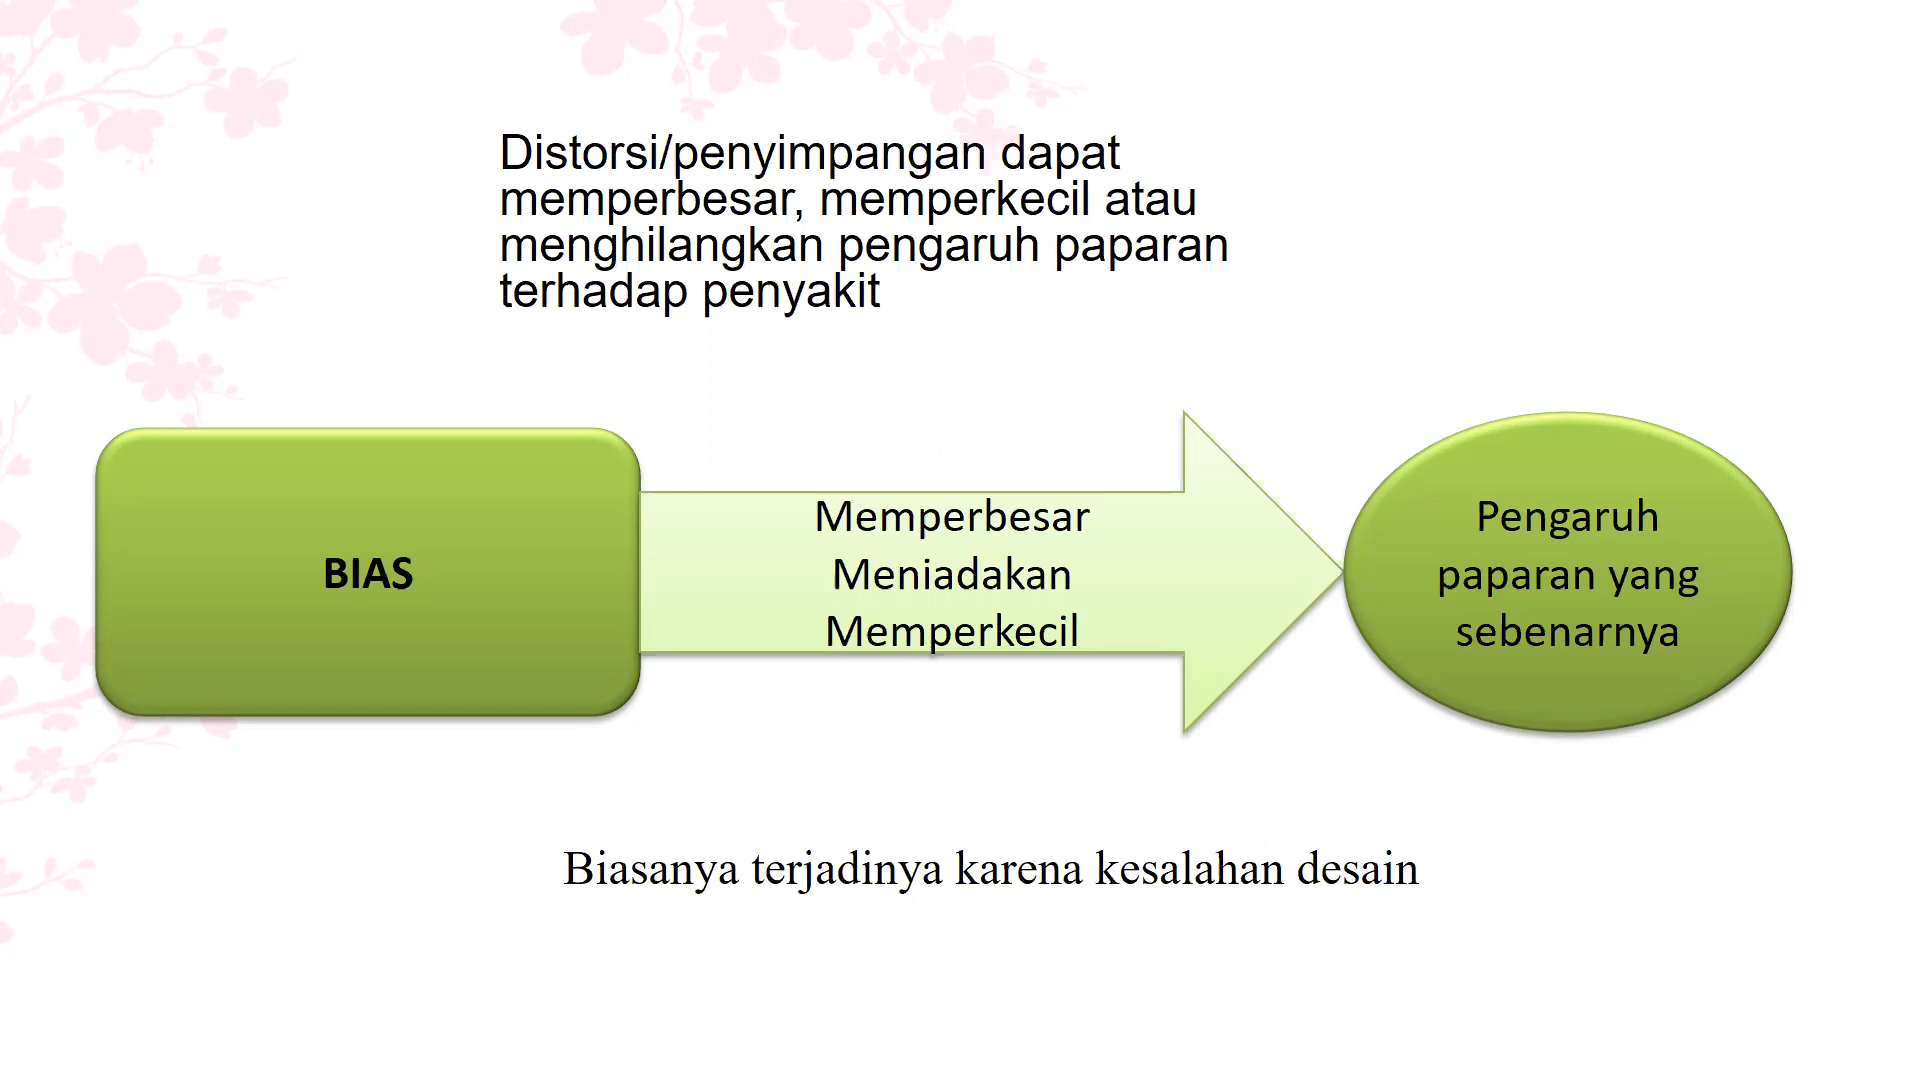 Distorsi/penyimpangan dapat
memperbesar, memperkecil atau
menghilangkan pengaruh paparan
terhadap penyakit
BIAS
Memperbesar
Meniadakan
Memperkecil
Pengaruh
paparan yang
sebenarnya
Biasanya terjadinya karena kesalahan desain